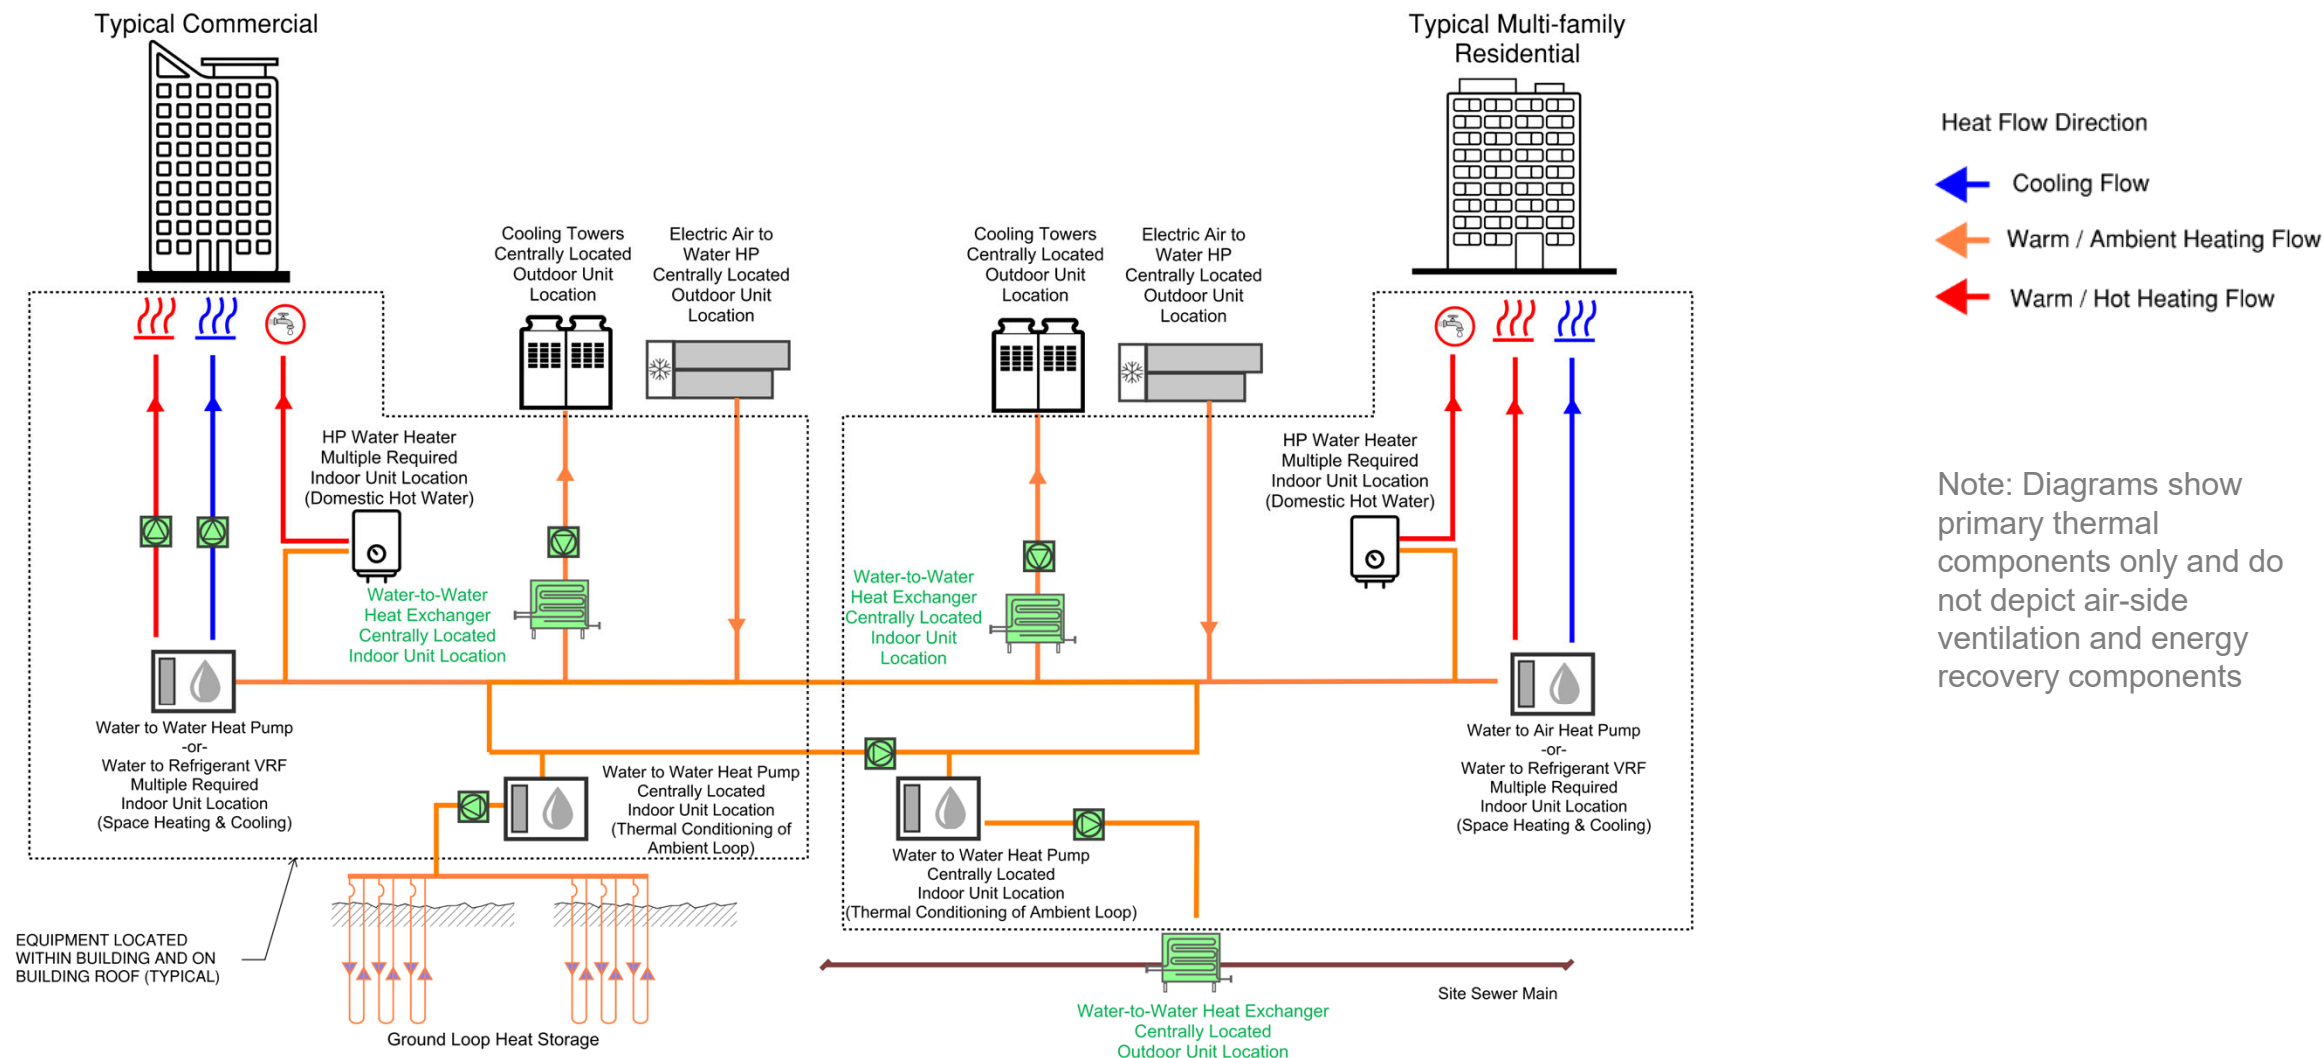 Typical Commercial
Typical Multi-family
Residential
Heat Flow Direction
Cooling Flow
Warm / Ambient Heating Flow
Warm / Hot Heating Flow
Cooling Towers
Centrally Located
Outdoor Unit
Location
Electric Air to
Water HP
Centrally Located
Outdoor Unit
Location
Cooling Towers
Centrally Located
Outdoor Unit
Location
Electric Air to
Water HP
Centrally Located
Outdoor Unit
Location
HP Water Heater
Multiple Required
Indoor Unit Location
(Domestic Hot Water)
HP Water Heater
Multiple Required
Indoor Unit Location
(Domestic Hot Water)
Note: Diagrams show
primary thermal
components only and do
not depict air-side
ventilation and energy
recovery components
Water-to-Water
Heat Exchanger
Centrally Located
Indoor Unit Location
Water-to-Water
Heat Exchanger
Centrally Located
Indoor Unit
Location
Water to Water Heat Pump
-or-
Water to Refrigerant VRF
Multiple Required
Indoor Unit Location
(Space Heating & Cooling)
Water to Water Heat Pump
Centrally Located
Indoor Unit Location
(Thermal Conditioning of
Ambient Loop)
Water to Water Heat Pump
Centrally Located
Indoor Unit Location
(Thermal Conditioning of Ambient Loop)
Water to Air Heat Pump
-or-
Water to Refrigerant VRF
Multiple Required
Indoor Unit Location
(Space Heating & Cooling)
EQUIPMENT LOCATED
WITHIN BUILDING AND ON
BUILDING ROOF (TYPICAL)
Ground Loop Heat Storage
Site Sewer Main
Water-to-Water Heat Exchanger
Centrally Located
Outdoor Unit Location